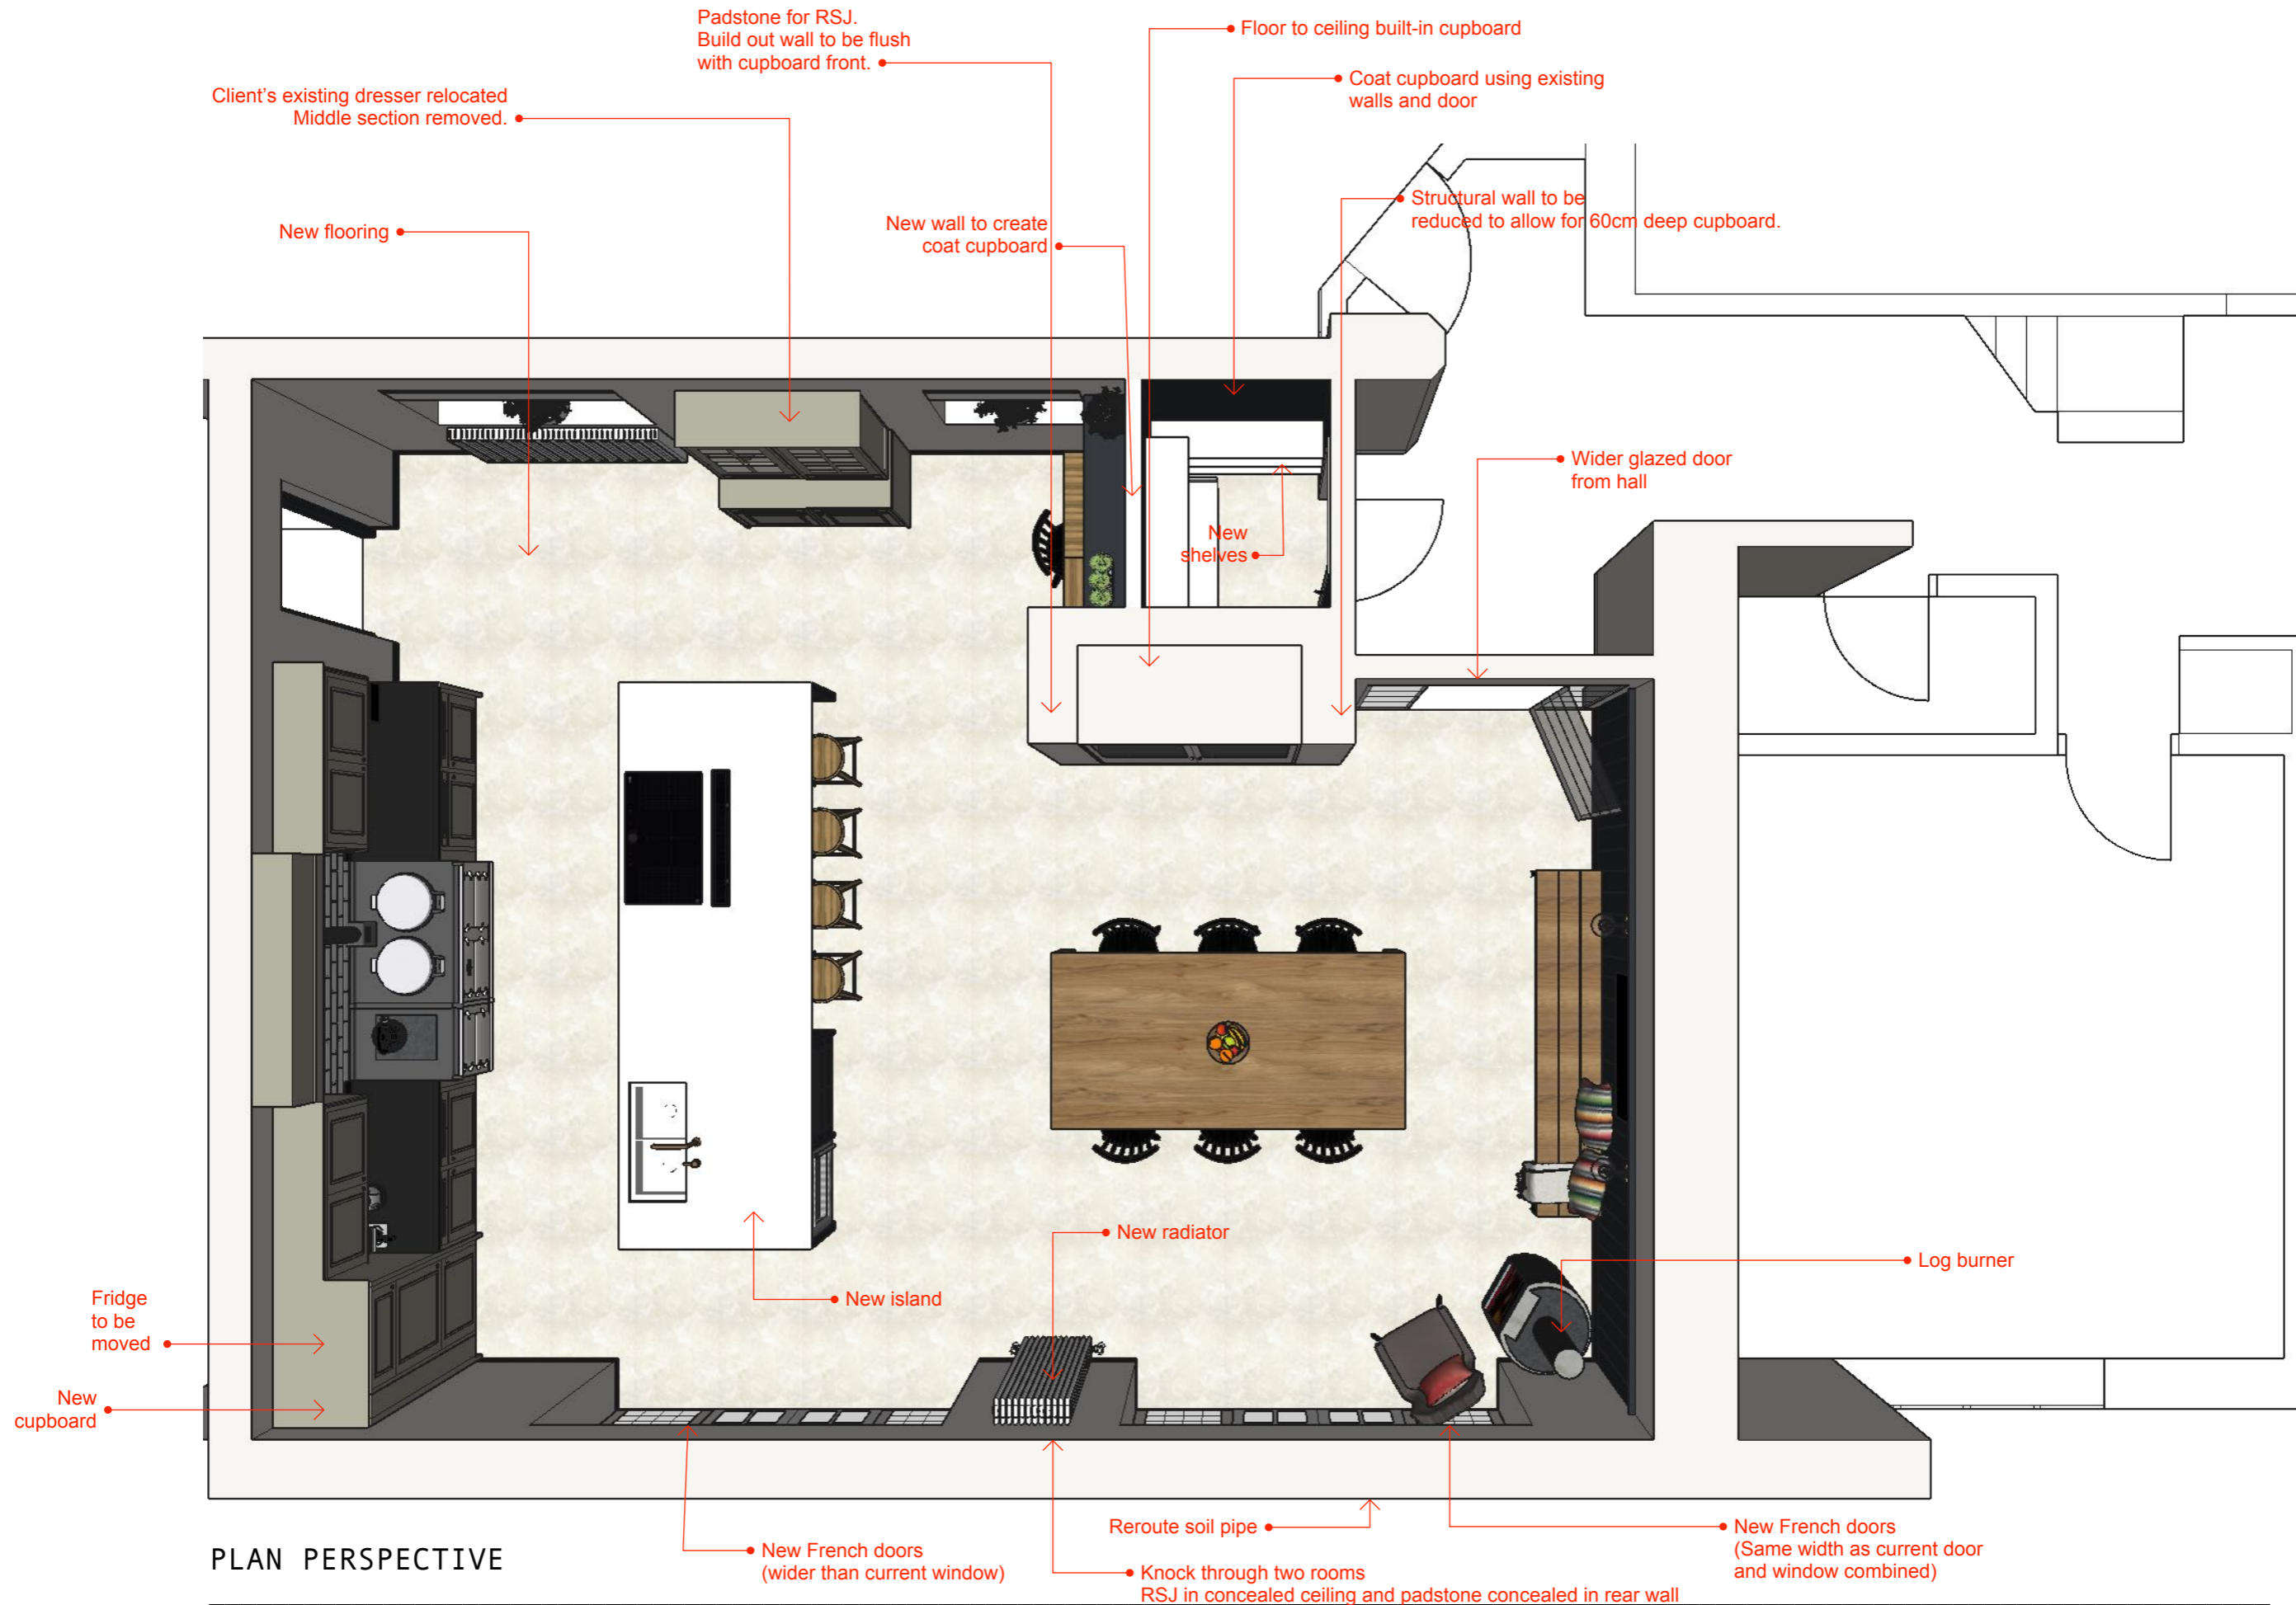 Padstone for RSJ.
Build out wall to be flush
with cupboard front.
Floor to ceiling built-in cupboard
Coat cupboard using existing
walls and door
Client’s existing dresser relocated
Middle section removed.
Structural wall to be
reduced to allow for 60cm deep cupboard.
New flooring
New wall to create
coat cupboard
Wider glazed door
from hall
New
shelves
New radiator
Log burner
New island
Fridge
to be
moved
New
cupboard
Reroute soil pipe
New French doors
(Same width as current door
and window combined)
New French doors
(wider than current window)
Knock through two rooms
RSJ in concealed ceiling and padstone concealed in rear wall
PLAN PERSPECTIVE